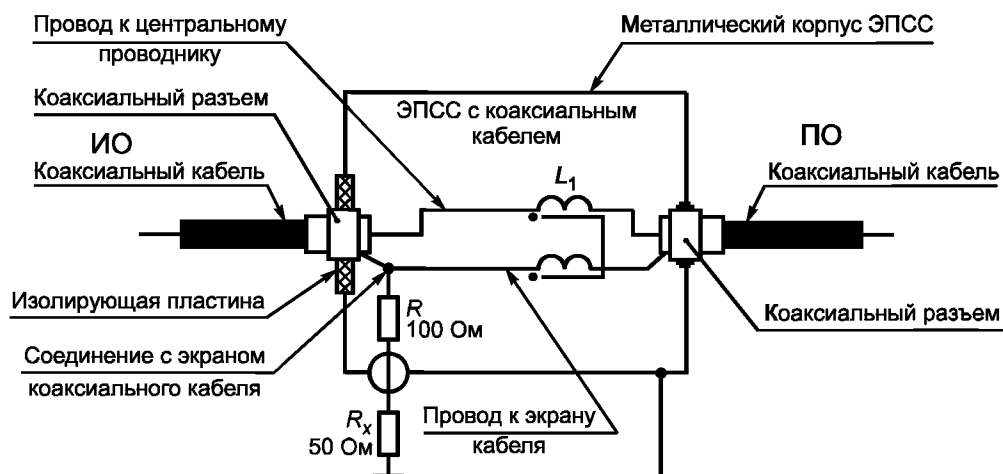 Провод к центральному
проводнику
Металлический корпус ЭПСС
Коаксиальный разъем
ЭПСС с коаксиальным
кабелем
ИО
ПО
Коаксиальный кабель
L1
Коаксиальный кабель
Изолирующая пластина
R
100 Ом
Коаксиальный разъем
Соединение с экраном
коаксиального кабеля
Rx
50 Ом
Провод к экрану
кабеля